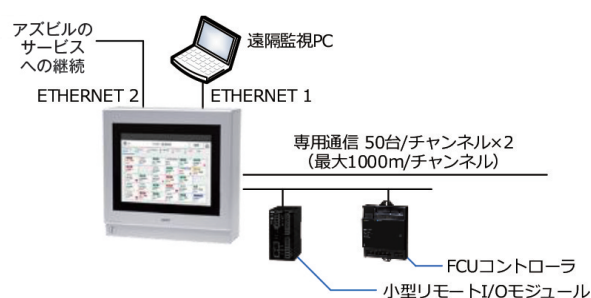 アズビルの
サービス
への継続
遠隔監視PC
ETHERNET 2
ETHERNET 1
専用通信 50台/チャンネル×2
（最大1000m/チャンネル）
FCUコントローラ
小型リモートI/Oモジュール